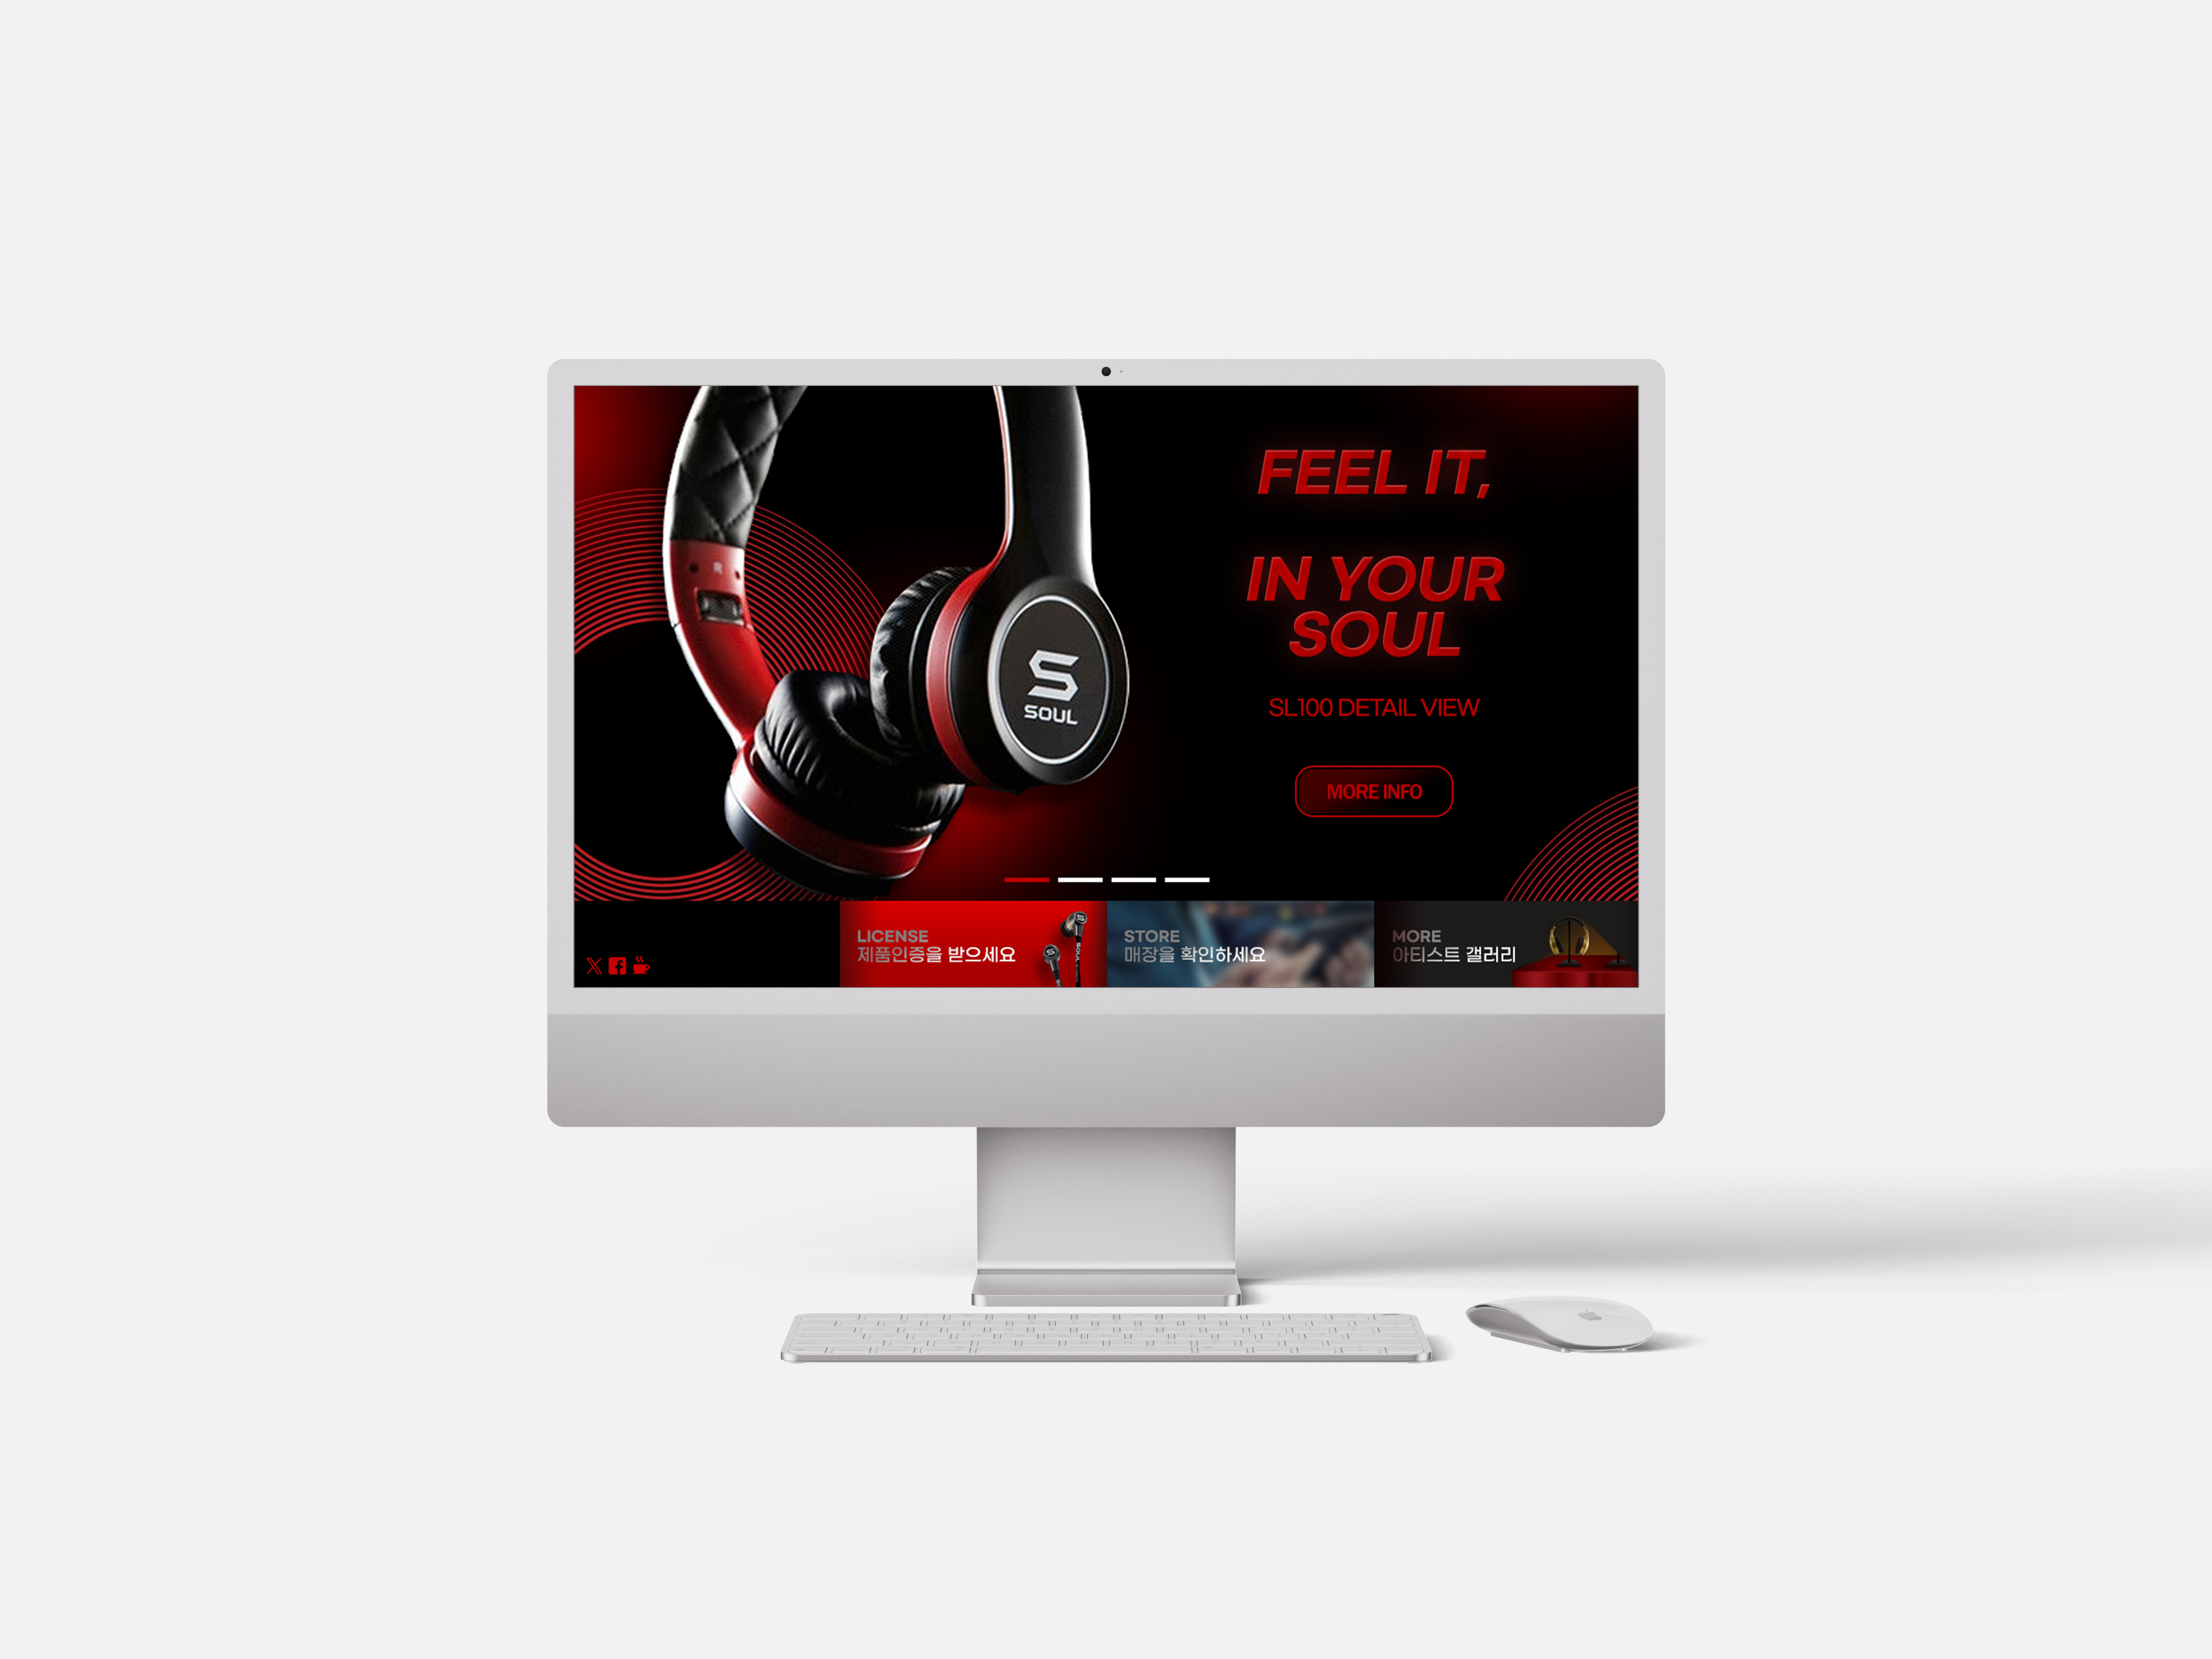 R
S
SOUL
FEEL IT,
IN YOUR
SOUL
SL100 DETAIL VIEW
MORE INFO
LICENSE
제품인증을 받으세요
SOUL
STORE
매장을 확인하세요
MORE
아티스트 갤러리